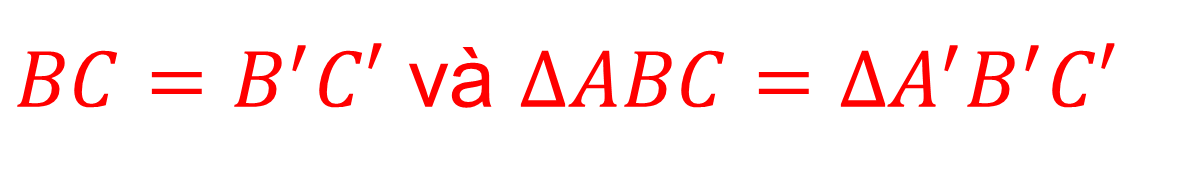 BC = B′C′ và ΔABC = ΔA′B′C′